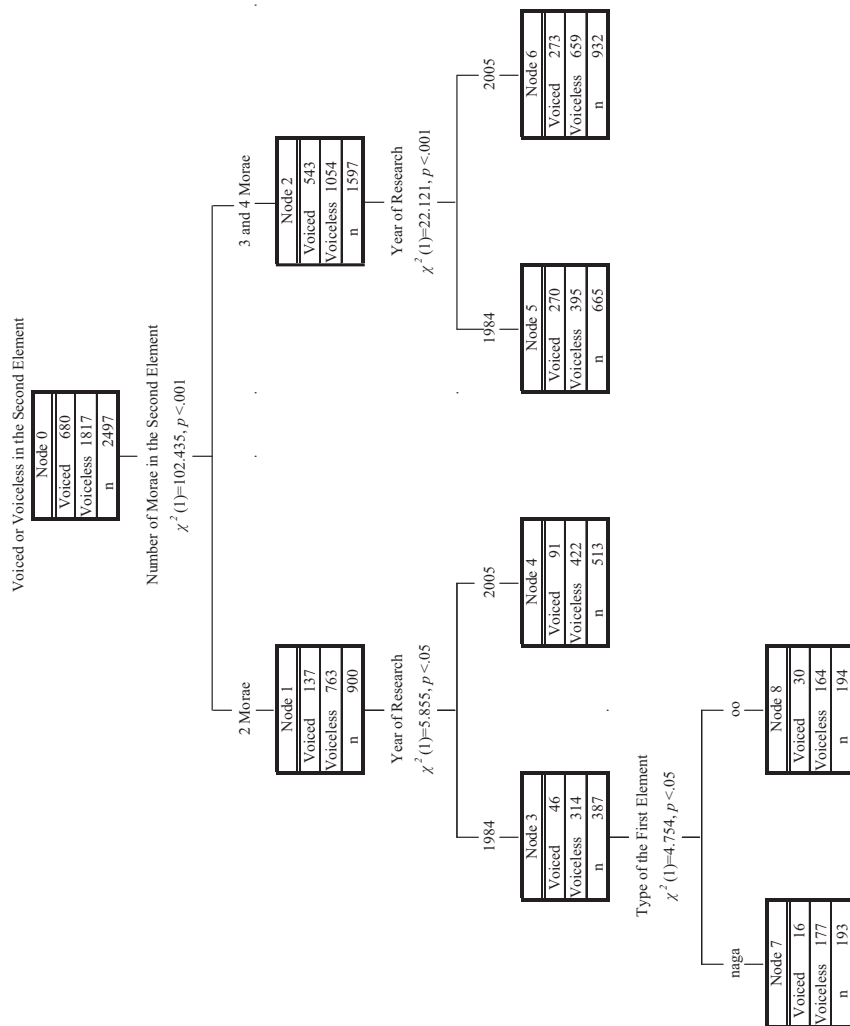 Voiced or Voiceless in the Second Element
Node 0
Voiced 680
Voiceless 1817
n 2497
Number of Morae in the Second Element
χ² (1)=102.435, p <.001
2 Morae
3 and 4 Morae
Node 1
Voiced 137
Voiceless 763
n 900
Node 2
Voiced 543
Voiceless 1054
n 1597
Year of Research
χ² (1)=5.855, p <.05
Year of Research
χ² (1)=22.121, p <.001
1984
2005
1984
2005
Node 3
Voiced 46
Voiceless 314
n 387
Node 4
Voiced 91
Voiceless 422
n 513
Node 5
Voiced 270
Voiceless 395
n 665
Node 6
Voiced 273
Voiceless 659
n 932
Type of the First Element
χ² (1)=4.754, p <.05
naga
oo
Node 7
Voiced 16
Voiceless 177
n 193
Node 8
Voiced 30
Voiceless 164
n 194